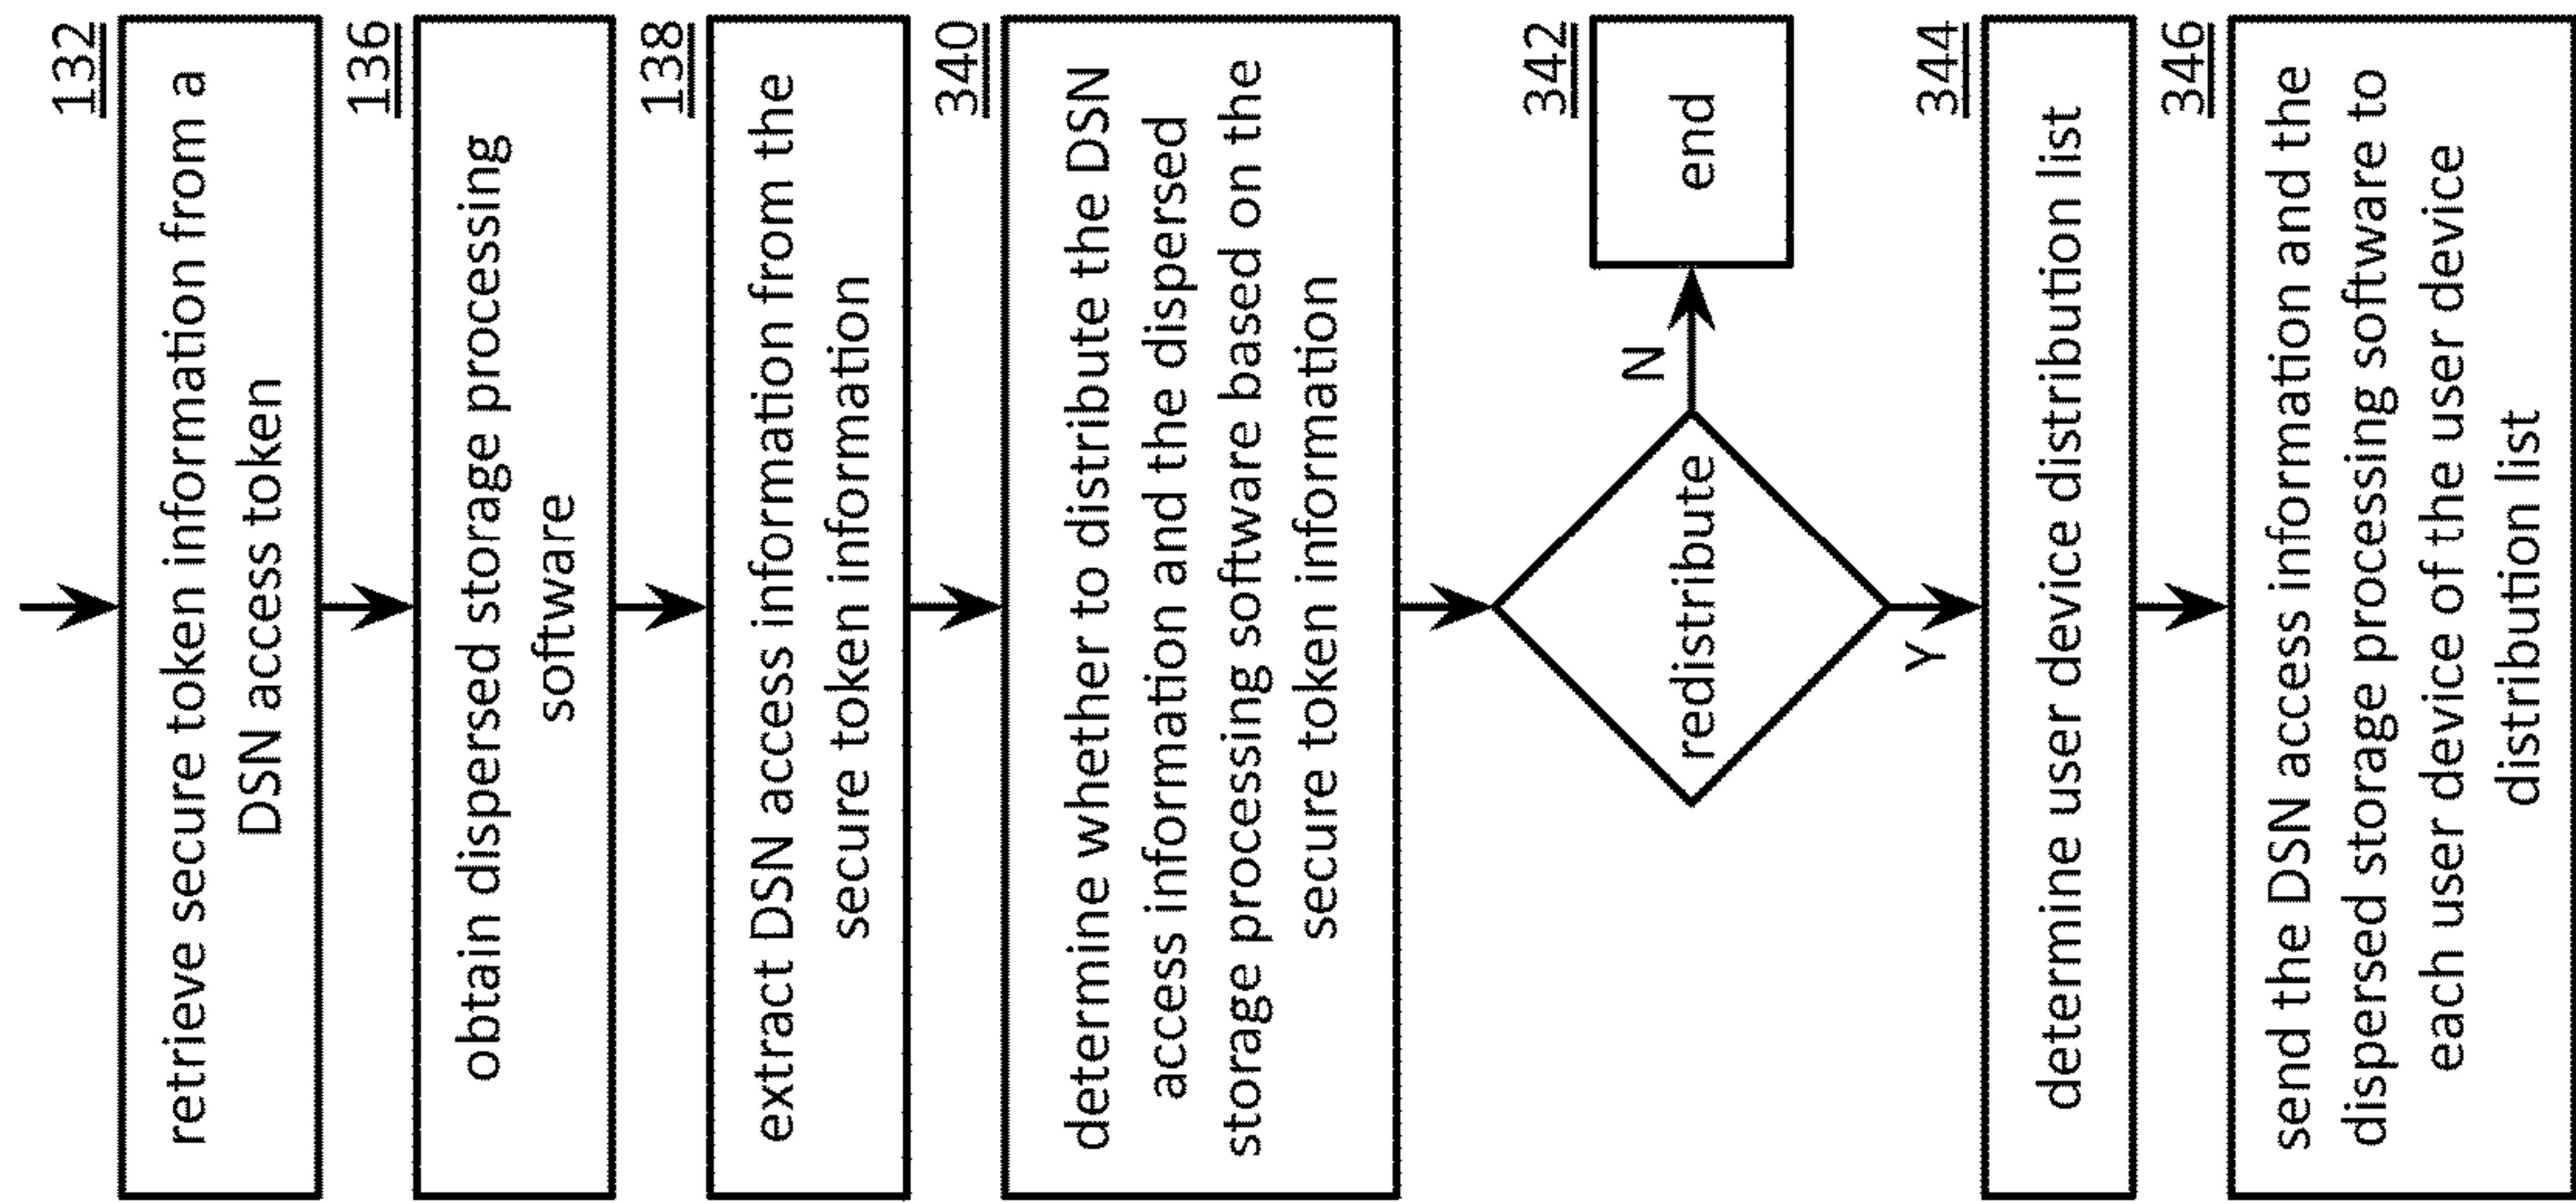 132
retrieve secure token information from a
DSN access token
136
obtain dispersed storage processing
software
138
extract DSN access information from the
secure token information
340
determine whether to distribute the DSN
access information and the dispersed
storage processing software based on the
secure token information
redistribute
N
342
end
Y
344
determine user device distribution list
346
send the DSN access information and the
dispersed storage processing software to
each user device of the user device
distribution list